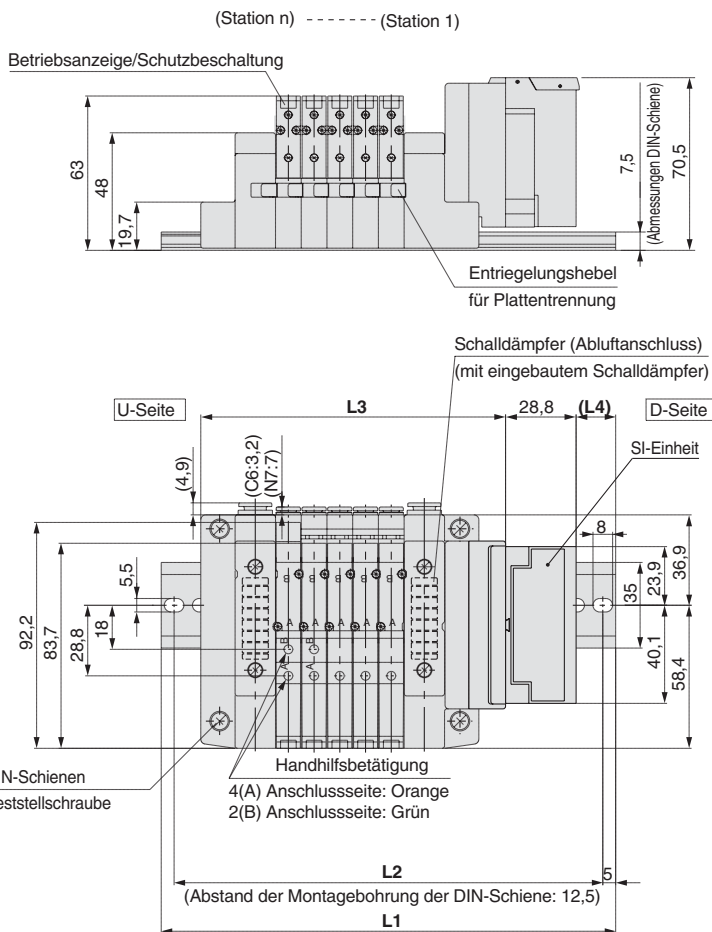 (Station n) ------- (Station 1)
Betriebsanzeige/Schutzbeschaltung
63
48
19,7
7,5
(Abmessungen DIN-Schiene)
70,5
Entriegelungshebel
für Plattentrennung
Schalldämpfer (Abluftanschluss)
(mit eingebautem Schalldämpfer)
U-Seite
L3
28,8
(L4)
D-Seite
SI-Einheit
(4,9)
(C6:3,2)
(N7:7)
8
5,5
18
28,8
83,7
92,2
35
23,9
36,9
40,1
58,4
B B B B B
A A A A A
B B
A A
N-Schienen
eststellschraube
Handhilfsbetätigung
4(A) Anschlussseite: Orange
2(B) Anschlussseite: Grün
L2
5
(Abstand der Montagebohrung der DIN-Schiene: 12,5)
L1